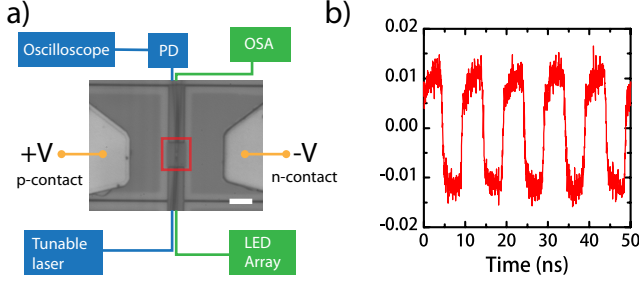 a)
Oscilloscope
PD
OSA
+V
p-contact
-V
n-contact
Tunable
laser
LED
Array
b)
0.02
0.01
0.00
-0.01
-0.02
0 10 20 30 40 50
Time (ns)